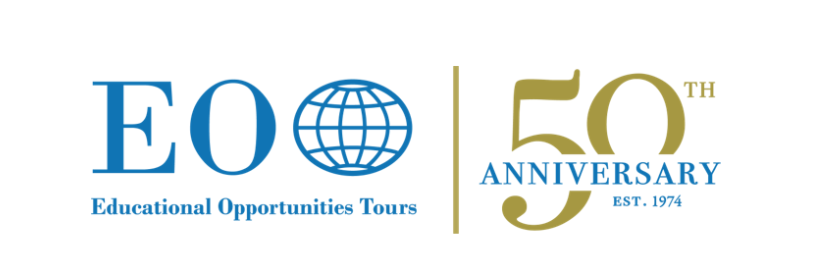 EO
Educational Opportunities Tours
50TH
ANNIVERSARY
EST. 1974